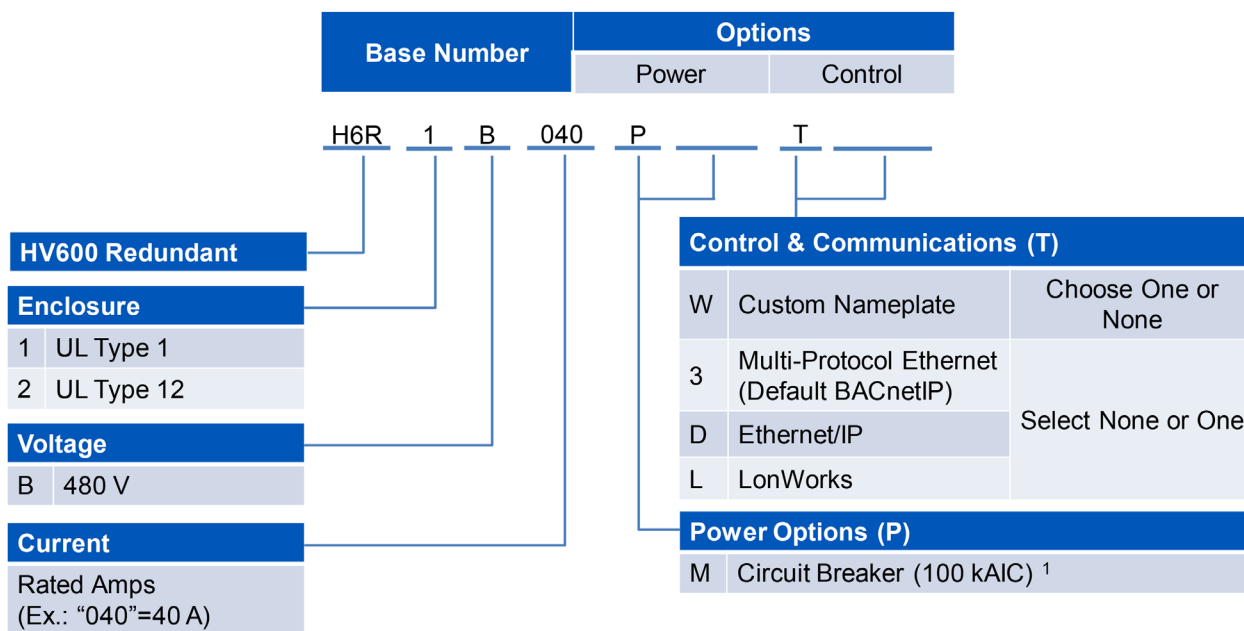 Base Number
Options
Power
Control
H6R 1 B 040 P T
HV600 Redundant
Enclosure
1 UL Type 1
2 UL Type 12
Voltage
B 480 V
Current
Rated Amps
(Ex.: “040”=40 A)
Control & Communications (T)
W Custom Nameplate
Choose One or
None
3 Multi-Protocol Ethernet
(Default BACnetIP)
D Ethernet/IP
L LonWorks
Select None or One
Power Options (P)
M Circuit Breaker (100 kAIC) ¹